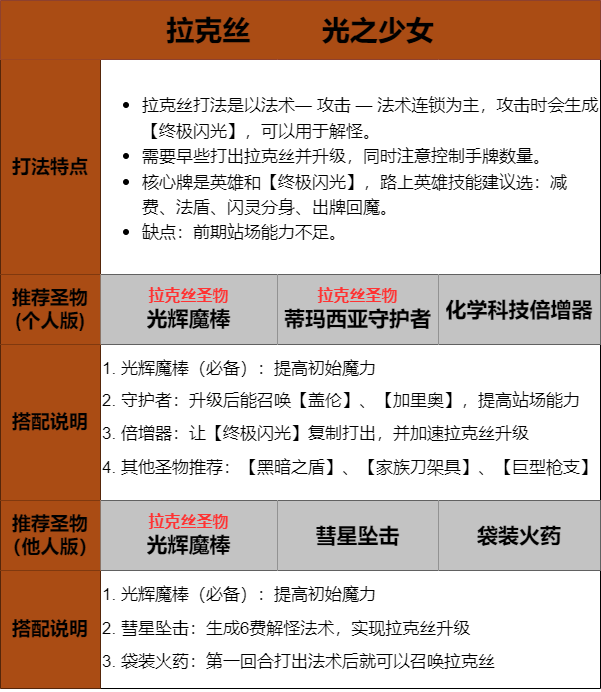 拉克丝 光之少女
打法特点
• 拉克丝打法是以法术— 攻击 — 法术连锁为主，攻击时会生成
【终极闪光】，可以用于解怪。
• 需要早些打出拉克丝并升级，同时注意控制手牌数量。
• 核心牌是英雄和【终极闪光】，路上英雄技能建议选：减
费、法盾、闪灵分身、出牌回魔。
• 缺点：前期站场能力不足。
推荐圣物
(个人版)
拉克丝圣物
光辉魔棒
拉克丝圣物
蒂玛西亚守护者
化学科技倍增器
搭配说明
1. 光辉魔棒（必备）：提高初始魔力
2. 守护者：升级后能召唤【盖伦】、【加里奥】，提高站场能力
3. 倍增器：让【终极闪光】复制打出，并加速拉克丝升级
4. 其他圣物推荐：【黑暗之盾】、【家族刀架具】、【巨型枪支】
推荐圣物
（他人版）
拉克丝圣物
光辉魔棒
彗星坠击
袋装火药
搭配说明
1. 光辉魔棒（必备）：提高初始魔力
2. 彗星坠击：生成6费解怪法术，实现拉克丝升级
3. 袋装火药：第一回合打出法术后就可以召唤拉克丝